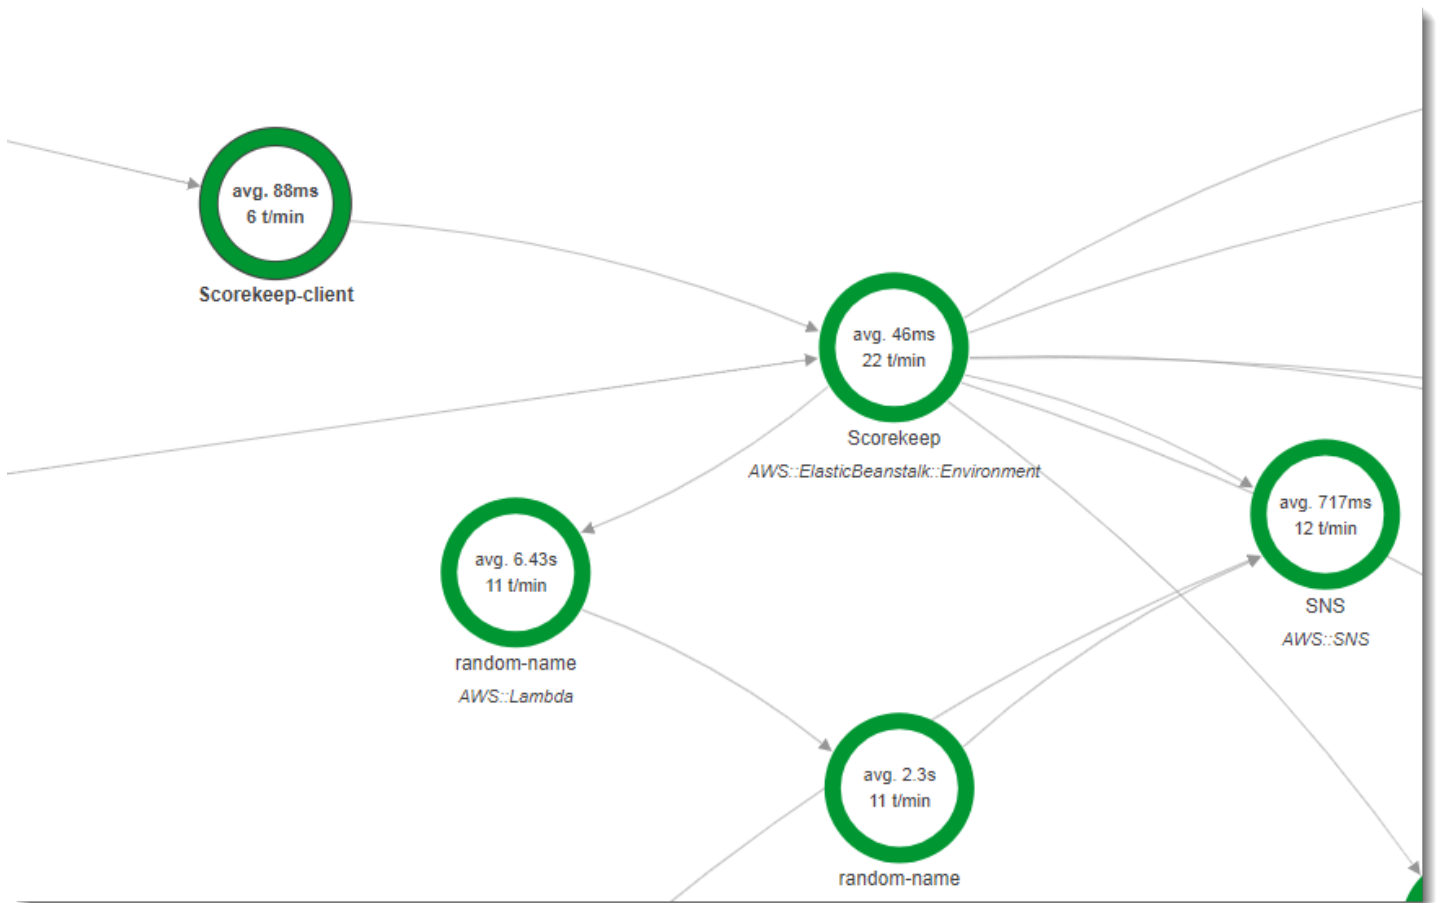 avg. 88ms
6 t/min
Scorekeep-client
avg. 46ms
22 t/min
Scorekeep
AWS::ElasticBeanstalk::Environment
avg. 717ms
12 t/min
SNS
AWS::SNS
avg. 6.43s
11 t/min
random-name
AWS::Lambda
avg. 2.3s
11 t/min
random-name